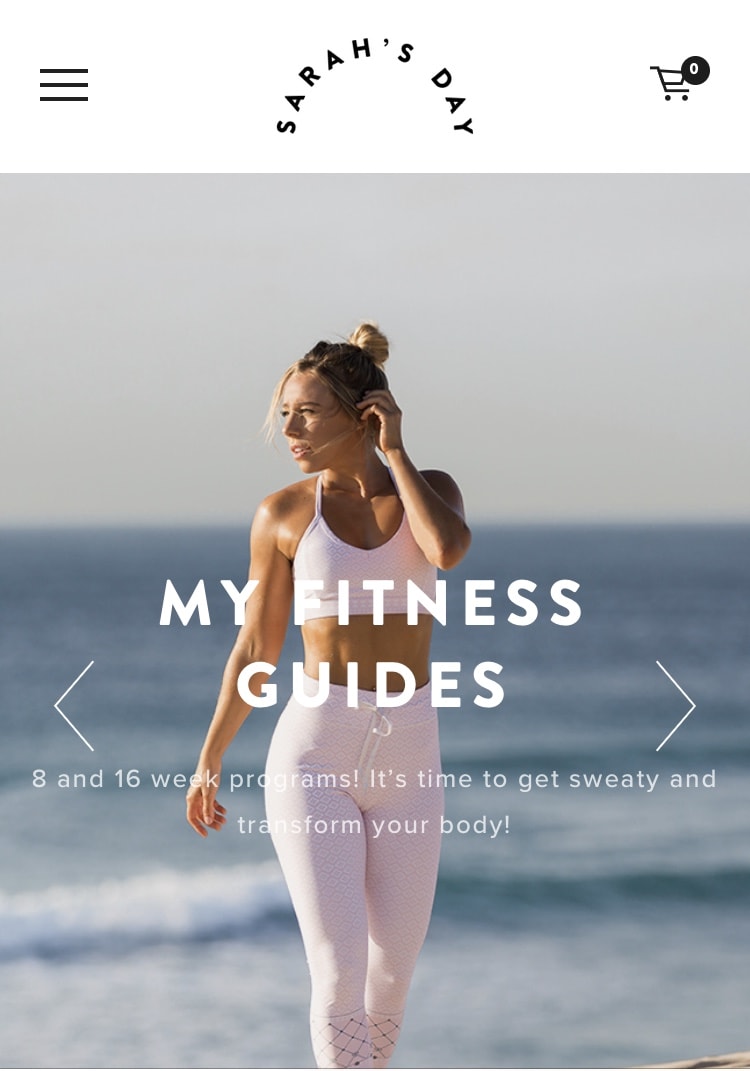 SARAH’S DAY
0
MY FITNESS
GUIDES
8 and 16 week programs! It’s time to get sweaty and
transform your body!